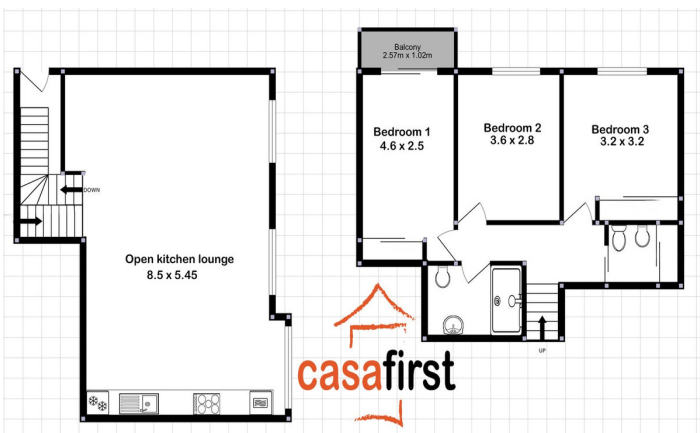 DOWN
Open kitchen lounge
8.5 x 5.45
Balcony
2.57m x 1.02m
Bedroom 1
4.6 x 2.5
Bedroom 2
3.6 x 2.8
Bedroom 3
3.2 x 3.2
UP
casafirst